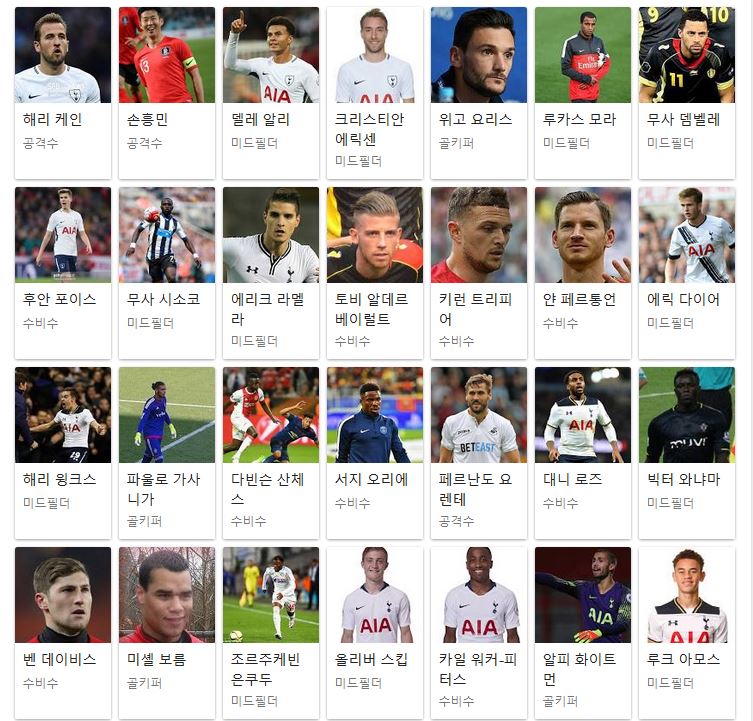 해리 케인
공격수
손흥민
공격수
델레 알리
미드필더
크리스티안
에릭센
미드필더
위고 요리스
골키퍼
루카스 모라
미드필더
무사 뎀벨레
미드필더
후안 포이스
수비수
무사 시소코
미드필더
에리크 라멜
라
미드필더
토비 알데르
베이럴트
수비수
키런 트리피
어
수비수
얀 페르통언
수비수
에릭 다이어
미드필더
해리 윙크스
미드필더
파울로 가사
니가
골키퍼
다빈손 산체
스
수비수
서지 오리에
수비수
페르난도 요
렌테
공격수
대니 로즈
수비수
빅터 와냐마
미드필더
벤 데이비스
수비수
미셸 보름
골키퍼
조르주케빈
은쿠두
미드필더
올리버 스킵
미드필더
카일 워커-피
터스
수비수
알피 화이트
먼
골키퍼
루크 아모스
미드필더